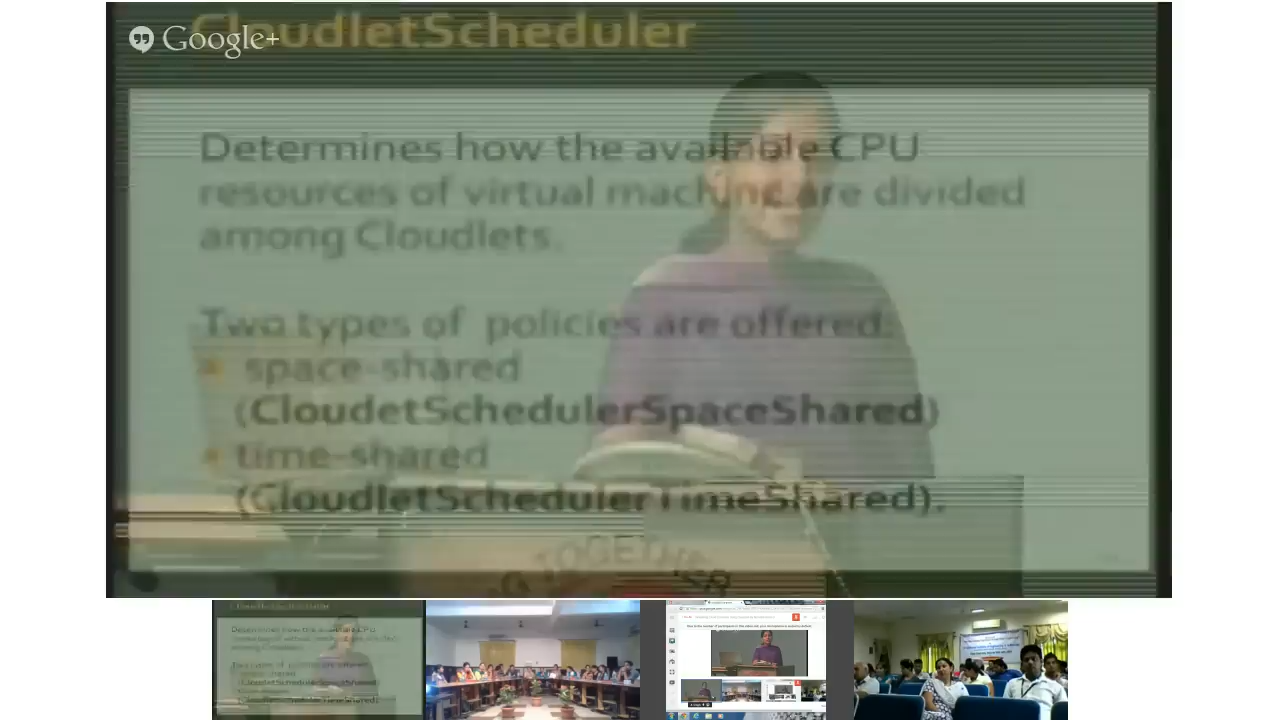 CloudletScheduler
Google+
Determines how the available CPU
resources of virtual machine are divided
among Cloudlets.
Two types of policies are offered:
space-shared
(CloudetSchedulerSpaceShared)
time-shared
(CloudletSchedulerTimeShared).
G TOGETHER